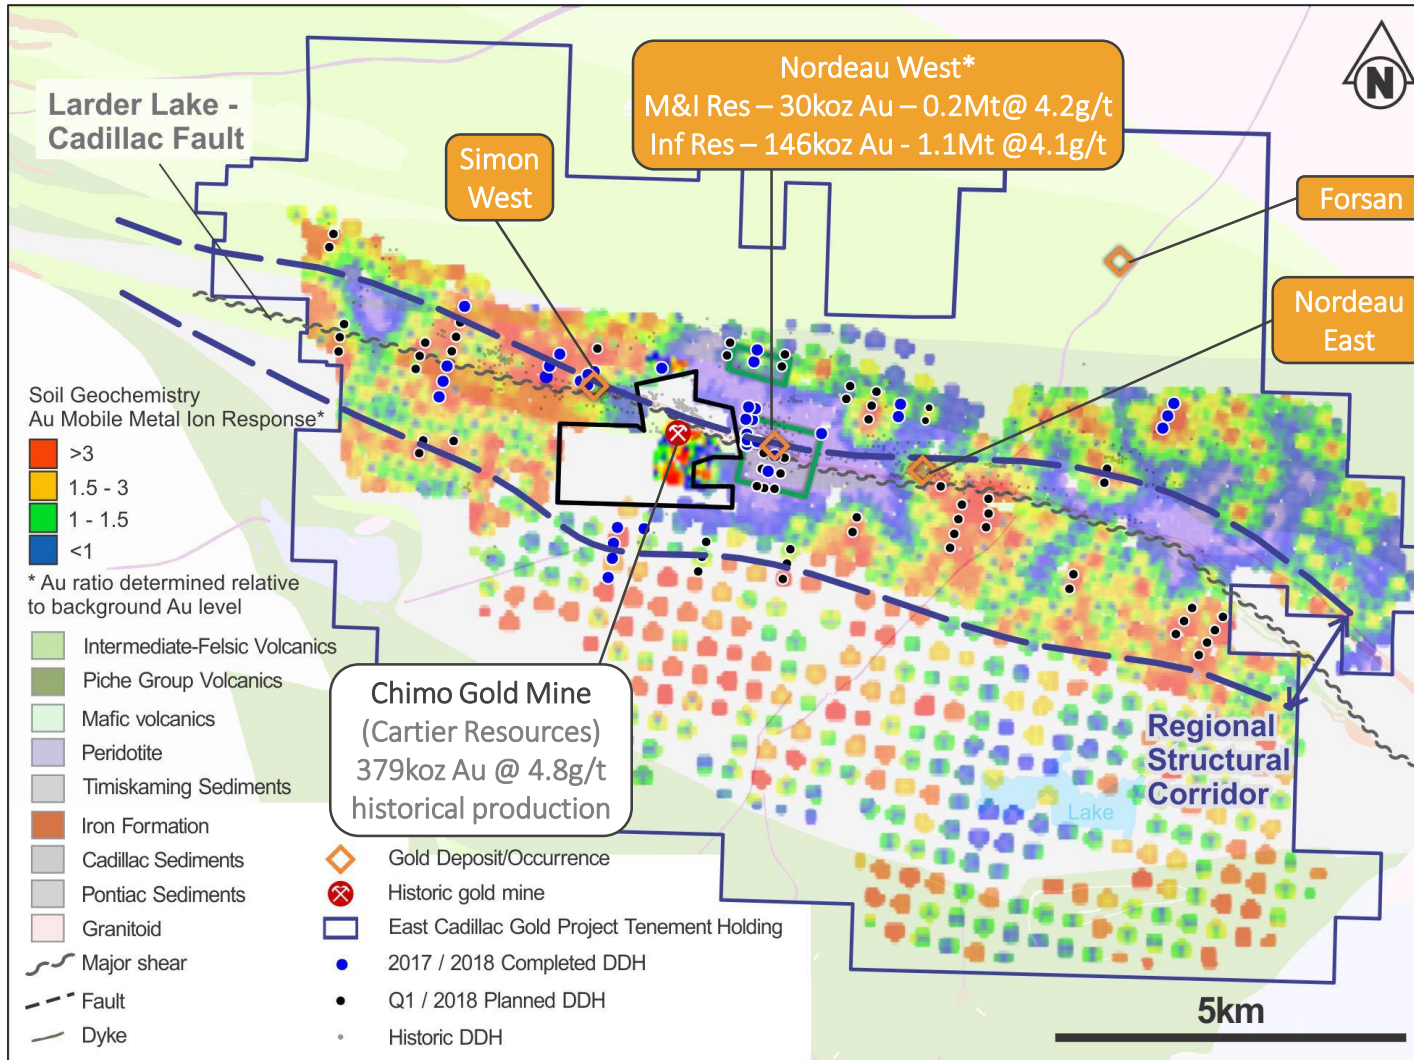 Nordeau West*
M&I Res – 30koz Au – 0.2Mt@ 4.2g/t
Inf Res – 146koz Au - 1.1Mt @4.1g/t
N
Larder Lake -
Cadillac Fault
Simon
West
Forsan
Nordeau
East
Soil Geochemistry
Au Mobile Metal Ion Response*
>3
1.5 - 3
1 - 1.5
<1
* Au ratio determined relative
to background Au level
Intermediate-Felsic Volcanics
Piche Group Volcanics
Mafic volcanics
Peridotite
Timiskaming Sediments
Iron Formation
Cadillac Sediments
Pontiac Sediments
Granitoid
Major shear
Fault
Dyke
Chimo Gold Mine
(Cartier Resources)
379koz Au @ 4.8g/t
historical production
Gold Deposit/Occurrence
Historic gold mine
East Cadillac Gold Project Tenement Holding
2017 / 2018 Completed DDH
Q1 / 2018 Planned DDH
Historic DDH
Regional
Structural
Corridor
Lake
5km